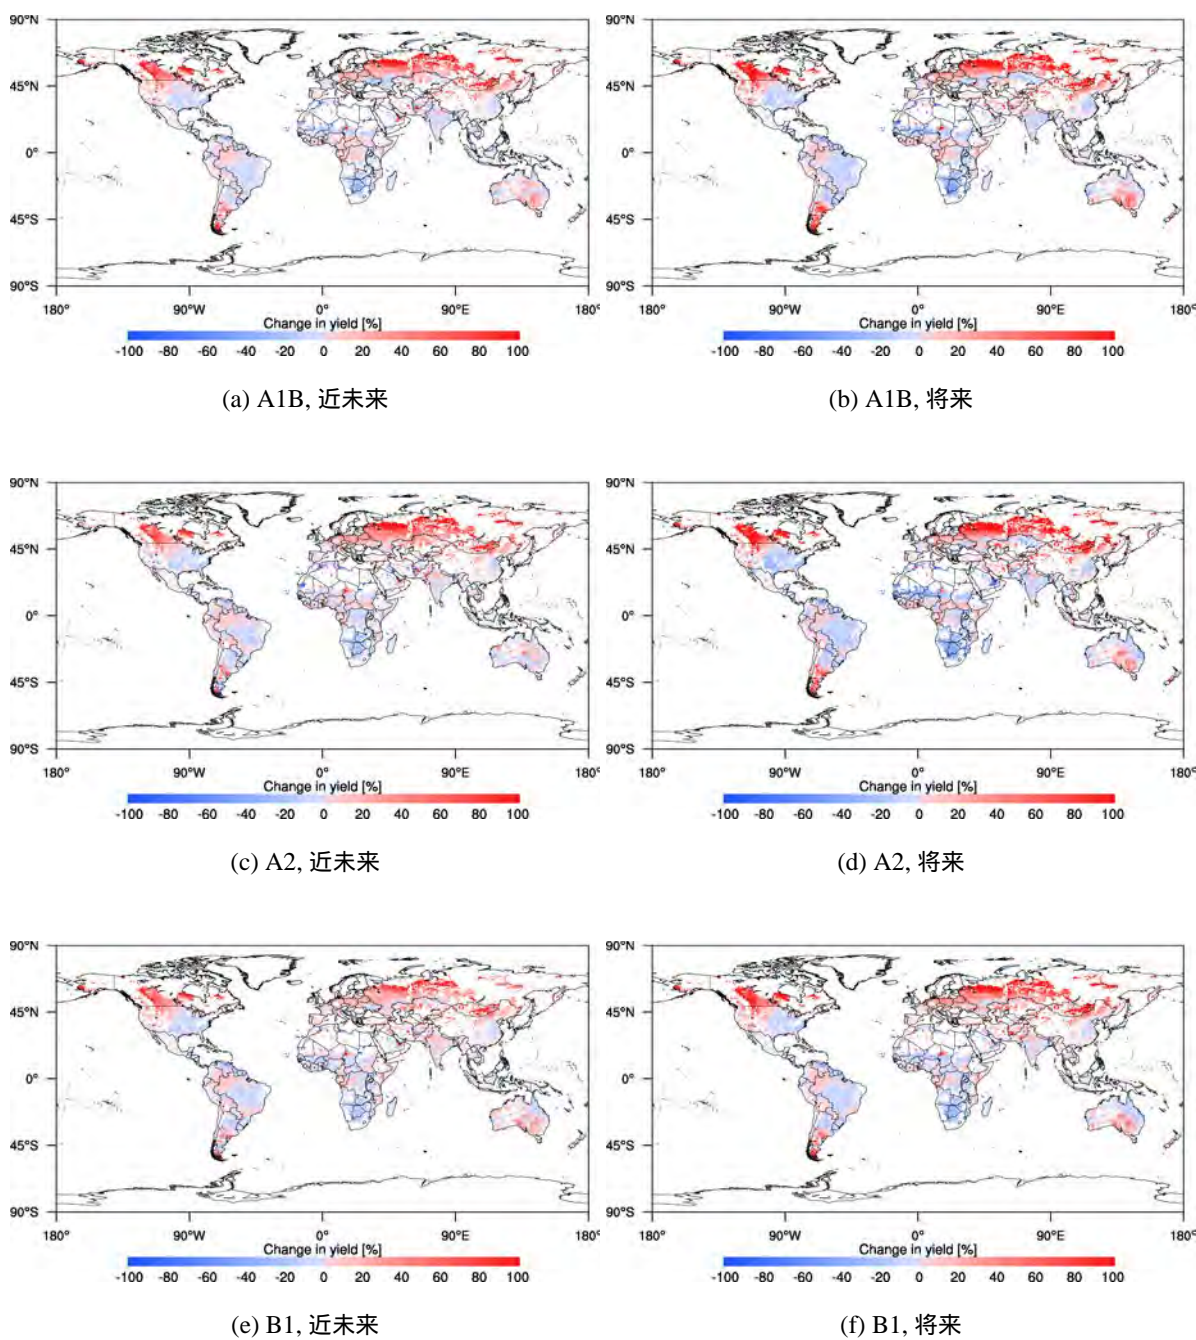 90°N 90°N
45°N 45°N
0° 0°
45°S 45°S
90°S 90°S
180° 90°W 0° 90°E 180° 180° 90°W 0° 90°E 180°
Change in yield [%] Change in yield [%]
-100 -80 -60 -40 -20 0 20 40 60 80 100 -100 -80 -60 -40 -20 0 20 40 60 80 100
(a) A1B, 近未来 (b) A1B, 将来
90°N 90°N
45°N 45°N
0° 0°
45°S 45°S
90°S 90°S
180° 90°W 0° 90°E 180° 180° 90°W 0° 90°E 180°
Change in yield [%] Change in yield [%]
-100 -80 -60 -40 -20 0 20 40 60 80 100 -100 -80 -60 -40 -20 0 20 40 60 80 100
(c) A2, 近未来 (d) A2, 将来
90°N 90°N
45°N 45°N
0° 0°
45°S 45°S
90°S 90°S
180° 90°W 0° 90°E 180° 180° 90°W 0° 90°E 180°
Change in yield [%] Change in yield [%]
-100 -80 -60 -40 -20 0 20 40 60 80 100 -100 -80 -60 -40 -20 0 20 40 60 80 100
(e) B1, 近未来 (f) B1, 将来